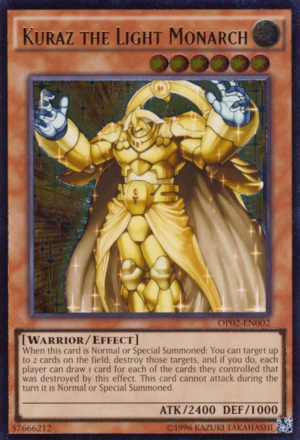 KURAZ THE LIGHT MONARCH
OP02-EN002
[WARRIOR/EFFECT]
When this card is Normal or Special Summoned: You can target
up to 2 cards on the field, destroy those targets, and if you do, each
player can draw 1 card for each of the cards they controlled that
was destroyed by this effect. This card cannot attack during the
turn it is Normal or Special Summoned.
ATK/2400 DEF/1000
57666212
©1996 KAZUKI TAKAHASHI